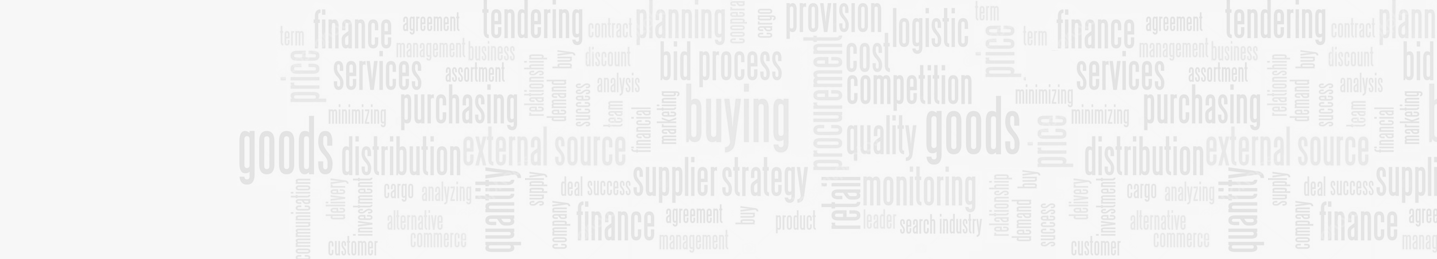 term finance agreement tendering contract planning
coopera
cargo
provision
logistic
term
finance agreement tendering contract plann
management business
price
services assortment
relationship
demand
buy
discount
analysis
success
team
bid process
minimizing purchasing
financial
marketing
buying
procurement
cost
competition
quality goods
price
minimizing
price
management business
services assortment
relationship
demand
buy
discount
analysis
success
team
bid
purchasing
financial
marketing
goods distribution external source
distribution external source
communication
delivery
investment
cargo analyzing
quantity
supply
deal success supplier strategy
retail
monitoring
relationship
demand
buy
success
delivery
investment
cargo analyzing
quantity
supply
deal success suppli
alternative
commerce
customer
company
finance agreement
management
buy
product
leader search industry
customer
alternative
commerce
company
finance agree
manag